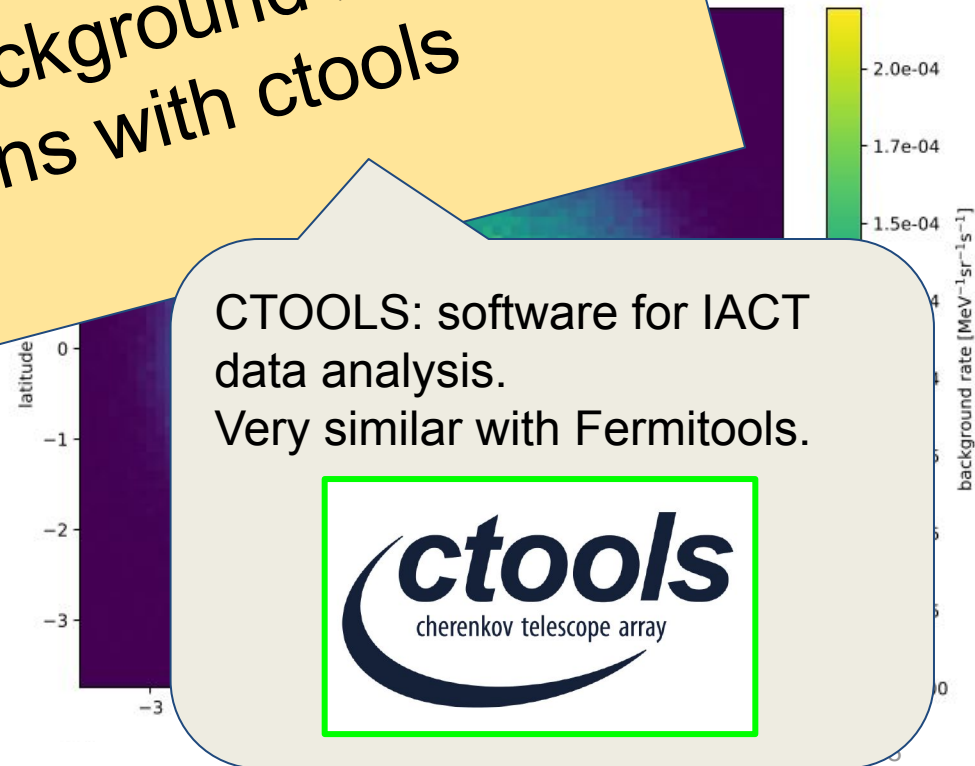 ns with ctools
CTOOLS: software for IACT
data analysis.
Very similar with Fermitools.
ctools
cherenkov telescope array
latitude
0
−1
−2
−3
−3
2.0e-04
1.7e-04
1.5e-04
background rate [MeV⁻¹sr⁻¹s⁻¹]